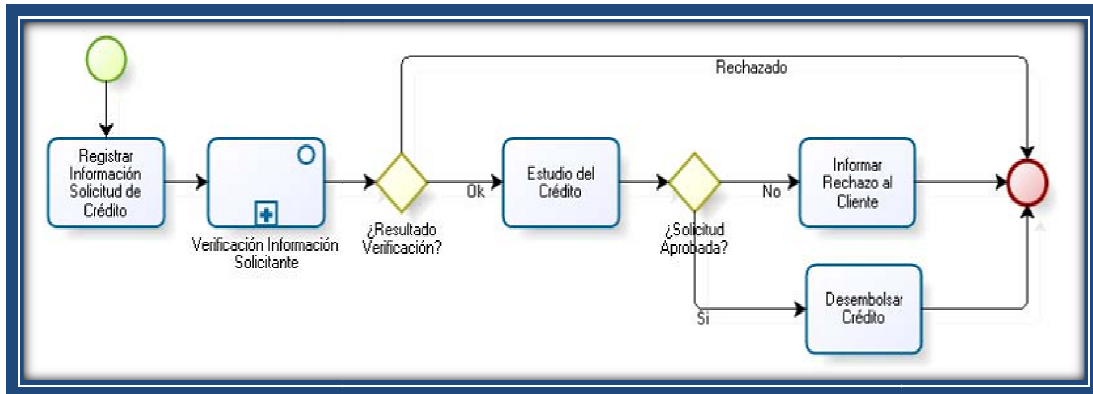 Rechazado
Registrar
Información
Solicitud de
Crédito
Verificación Información
Solicitante
¿Resultado
Verificación?
Ok
Estudio del
Crédito
¿Solicitud
Aprobada?
No
Informar
Rechazo al
Cliente
Si
Desembolsar
Crédito